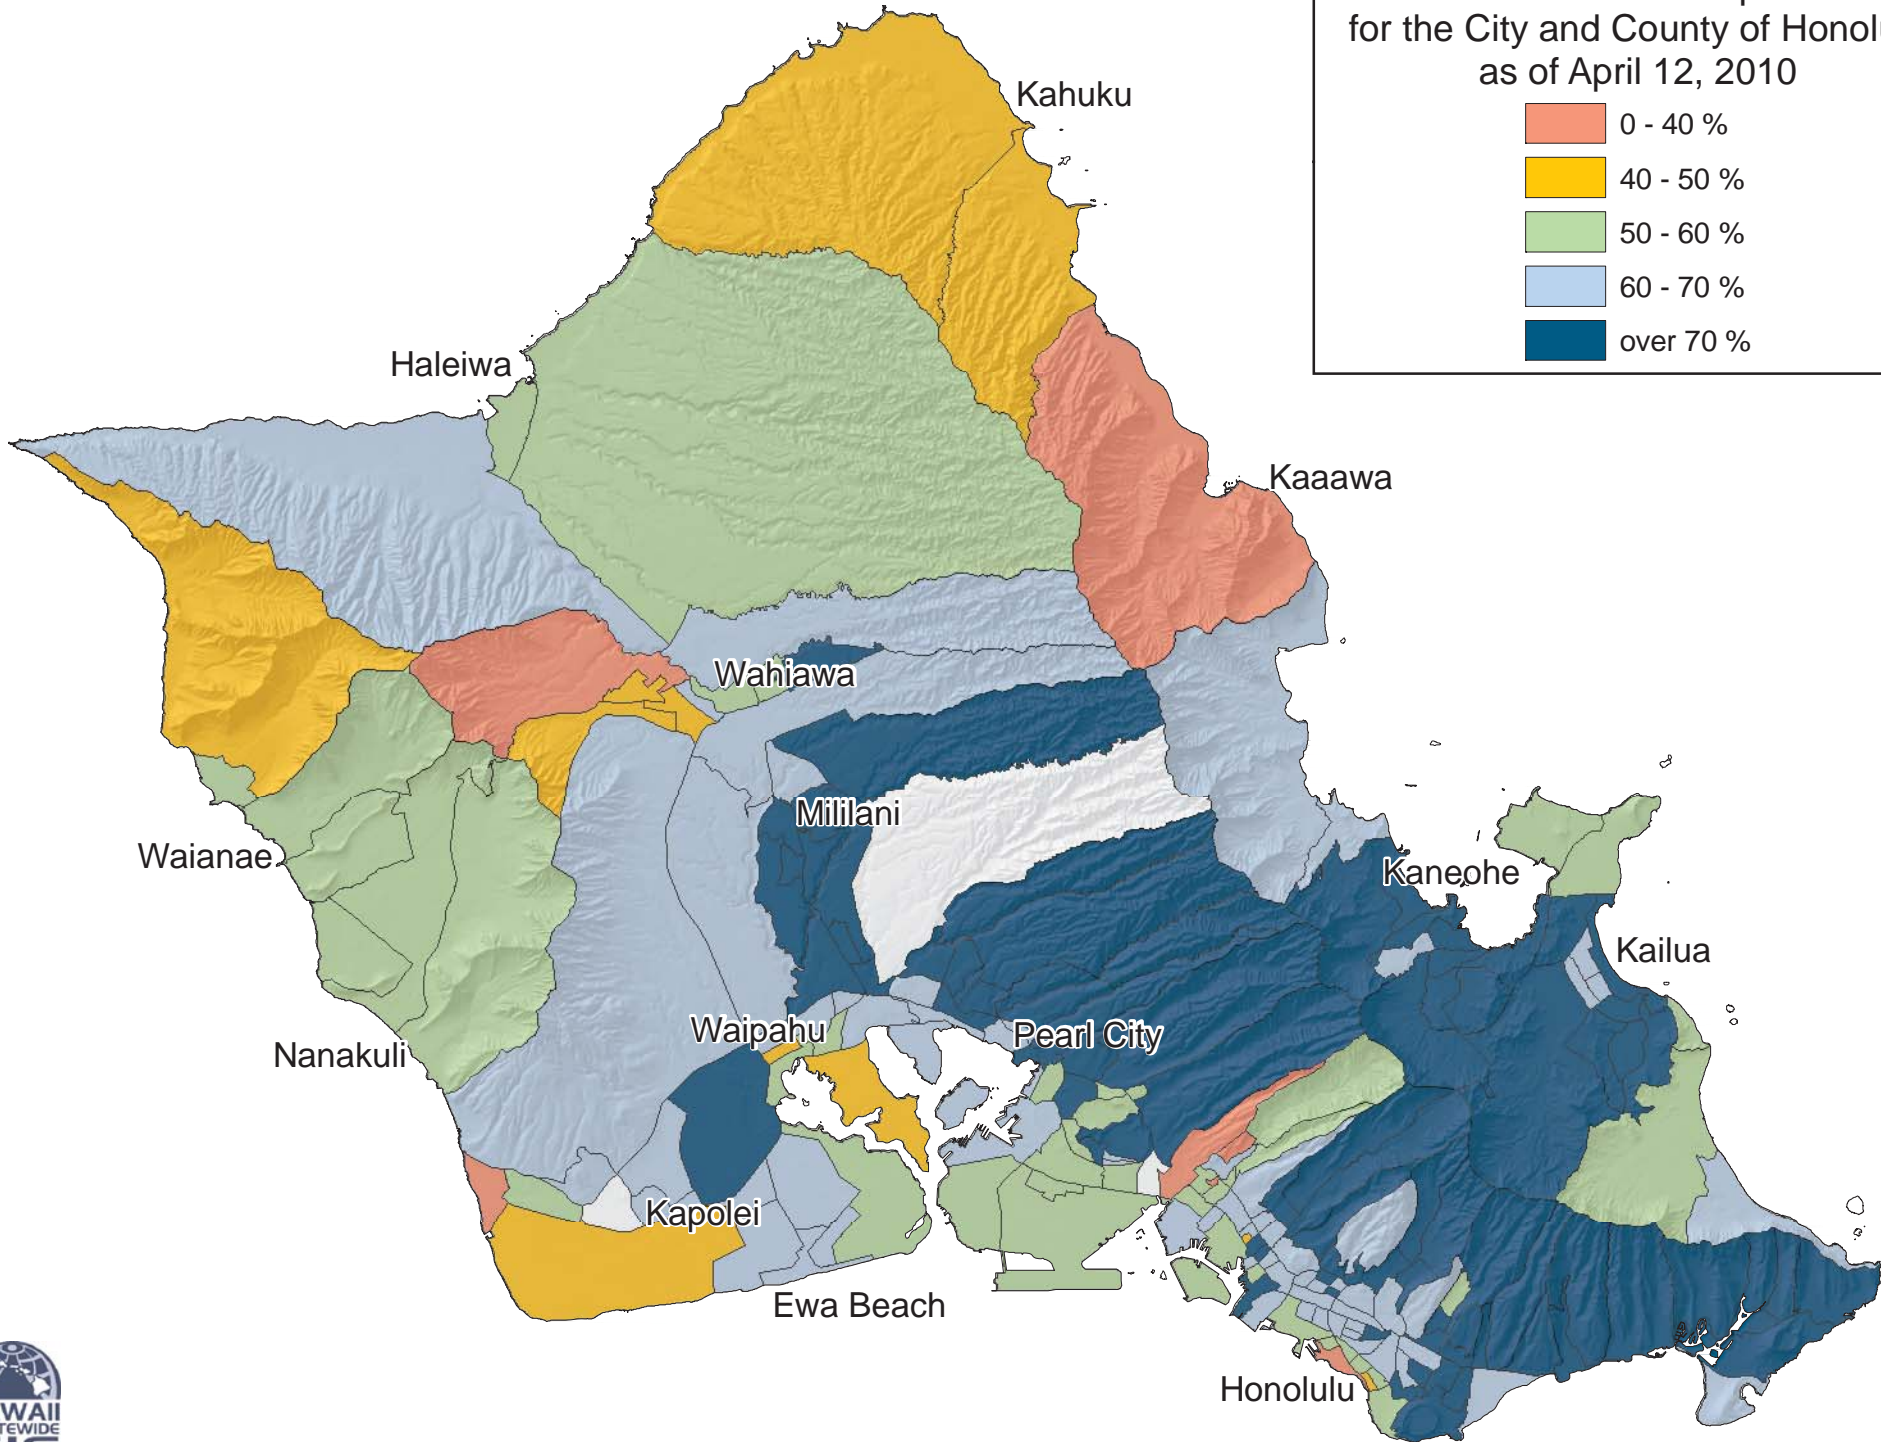 for the City and County of Honolu
as of April 12, 2010
0 - 40 %
40 - 50 %
50 - 60 %
60 - 70 %
over 70 %
Kahuku
Haleiwa
Kaaawa
Wahiawa
Mililani
Waianae
Kaneohe
Kailua
Waipahu
Pearl City
Nanakuli
Kapolei
Ewa Beach
Honolulu
WAII
TEWIDE